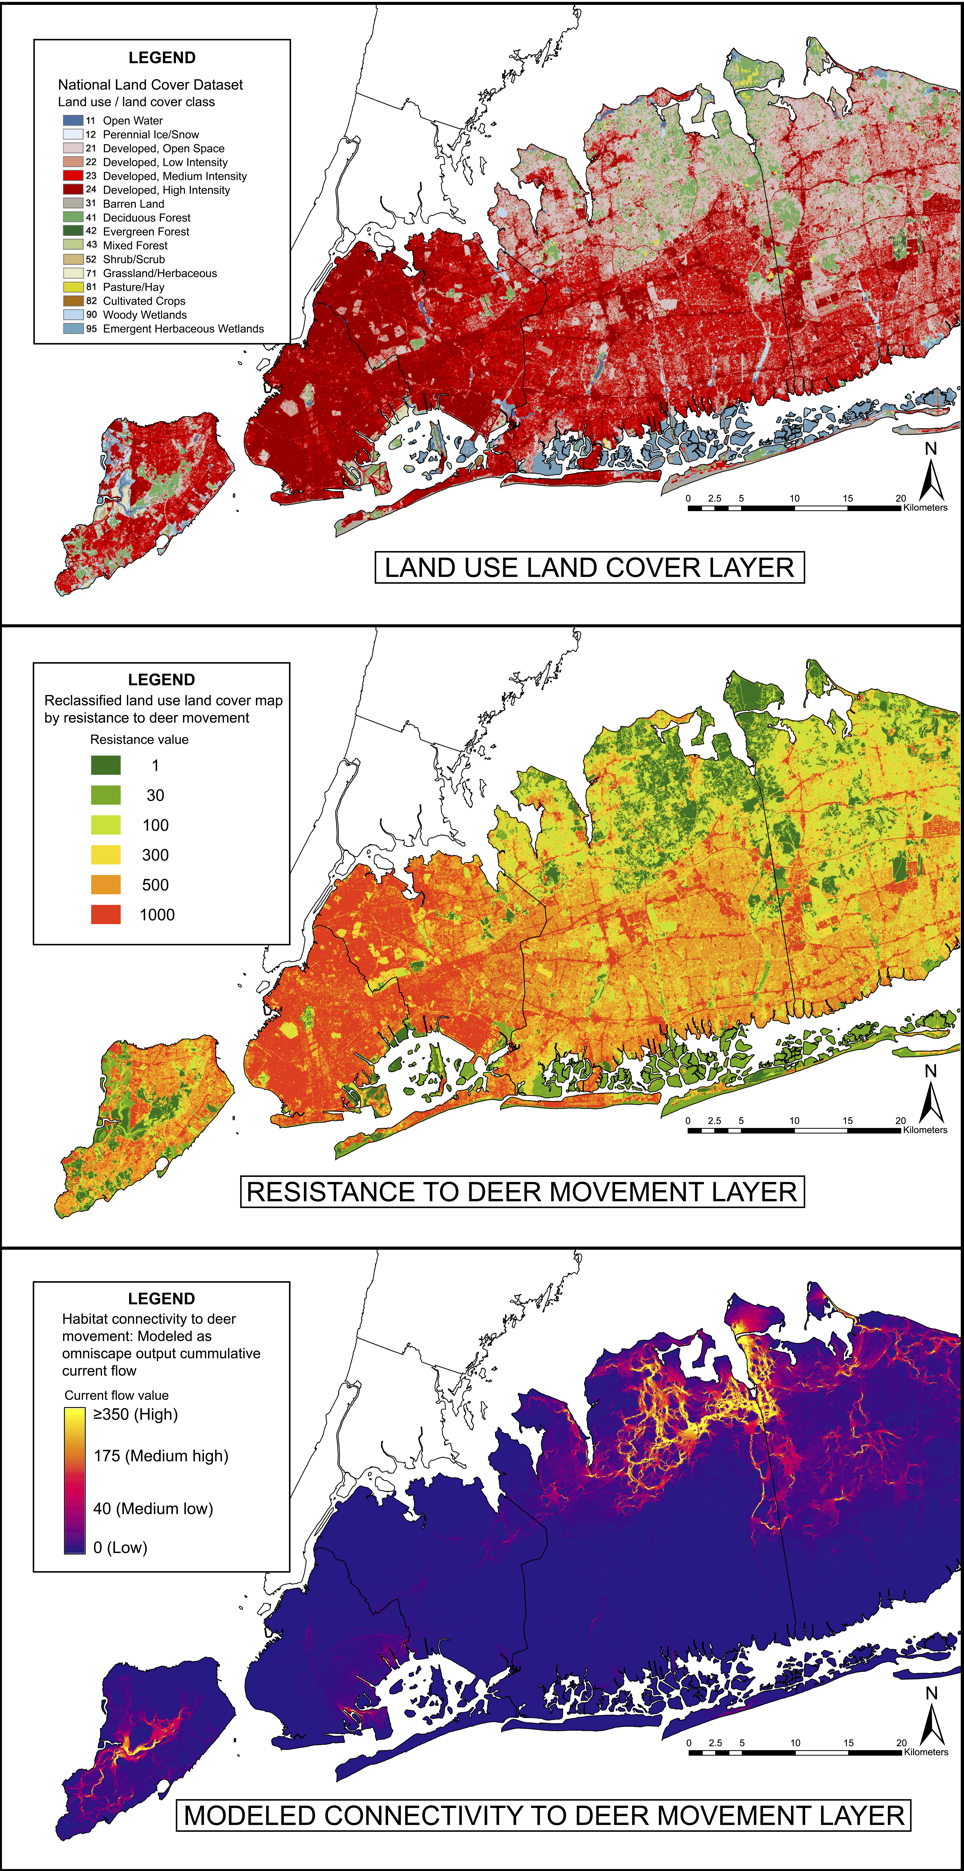 LEGEND
National Land Cover Dataset
Land use / land cover class
11 Open Water
12 Perennial Ice/Snow
21 Developed, Open Space
22 Developed, Low Intensity
23 Developed, Medium Intensity
24 Developed, High Intensity
31 Barren Land
41 Deciduous Forest
42 Evergreen Forest
43 Mixed Forest
52 Shrub/Scrub
71 Grassland/Herbaceous
81 Pasture/Hay
82 Cultivated Crops
90 Woody Wetlands
95 Emergent Herbaceous Wetlands
N
0 2.5 5 10 15 20
Kilometers
LAND USE LAND COVER LAYER
LEGEND
Reclassified land use land cover map
by resistance to deer movement
Resistance value
1
30
100
300
500
1000
N
0 2.5 5 10 15 20
Kilometers
RESISTANCE TO DEER MOVEMENT LAYER
LEGEND
Habitat connectivity to deer
movement: Modeled as
omniscape output cummulative
current flow
Current flow value
≥350 (High)
175 (Medium high)
40 (Medium low)
0 (Low)
N
0 2.5 5 10 15 20
Kilometers
MODELED CONNECTIVITY TO DEER MOVEMENT LAYER